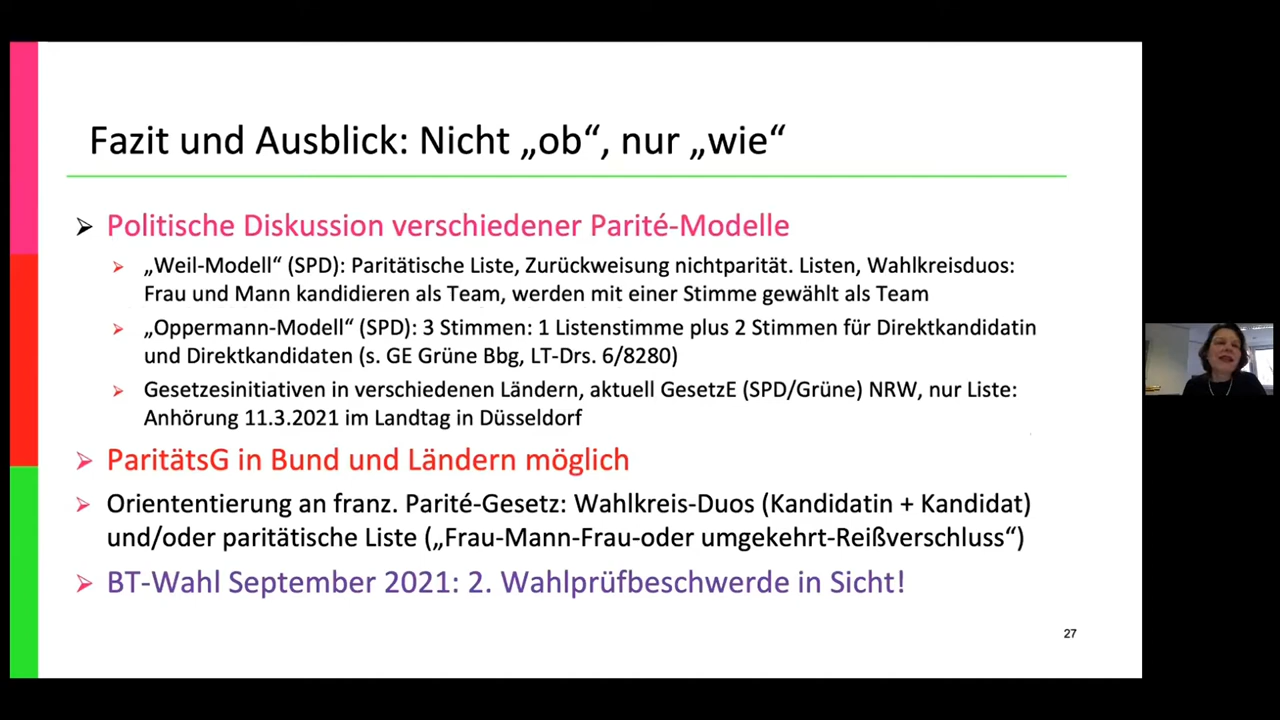 Fazit und Ausblick: Nicht „ob“, nur „wie“
Politische Diskussion verschiedener Parité-Modelle
„Weil-Modell“ (SPD): Paritätische Liste, Zurückweisung nichtparität. Listen, Wahlkreisduos:
Frau und Mann kandidieren als Team, werden mit einer Stimme gewählt als Team
„Oppermann-Modell“ (SPD): 3 Stimmen: 1 Listenstimme plus 2 Stimmen für Direktkandidatin
und Direktkandidaten (s. GE Grüne Bbg, LT-Drs. 6/8280)
Gesetzesinitiativen in verschiedenen Ländern, aktuell GesetzE (SPD/Grüne) NRW, nur Liste:
Anhörung 11.3.2021 im Landtag in Düsseldorf
ParitätsG in Bund und Ländern möglich
Oriententierung an franz. Parité-Gesetz: Wahlkreis-Duos (Kandidatin + Kandidat)
und/oder paritätische Liste („Frau-Mann-Frau-oder umgekehrt-Reißverschluss“)
BT-Wahl September 2021: 2. Wahlprüfbeschwerde in Sicht!
27